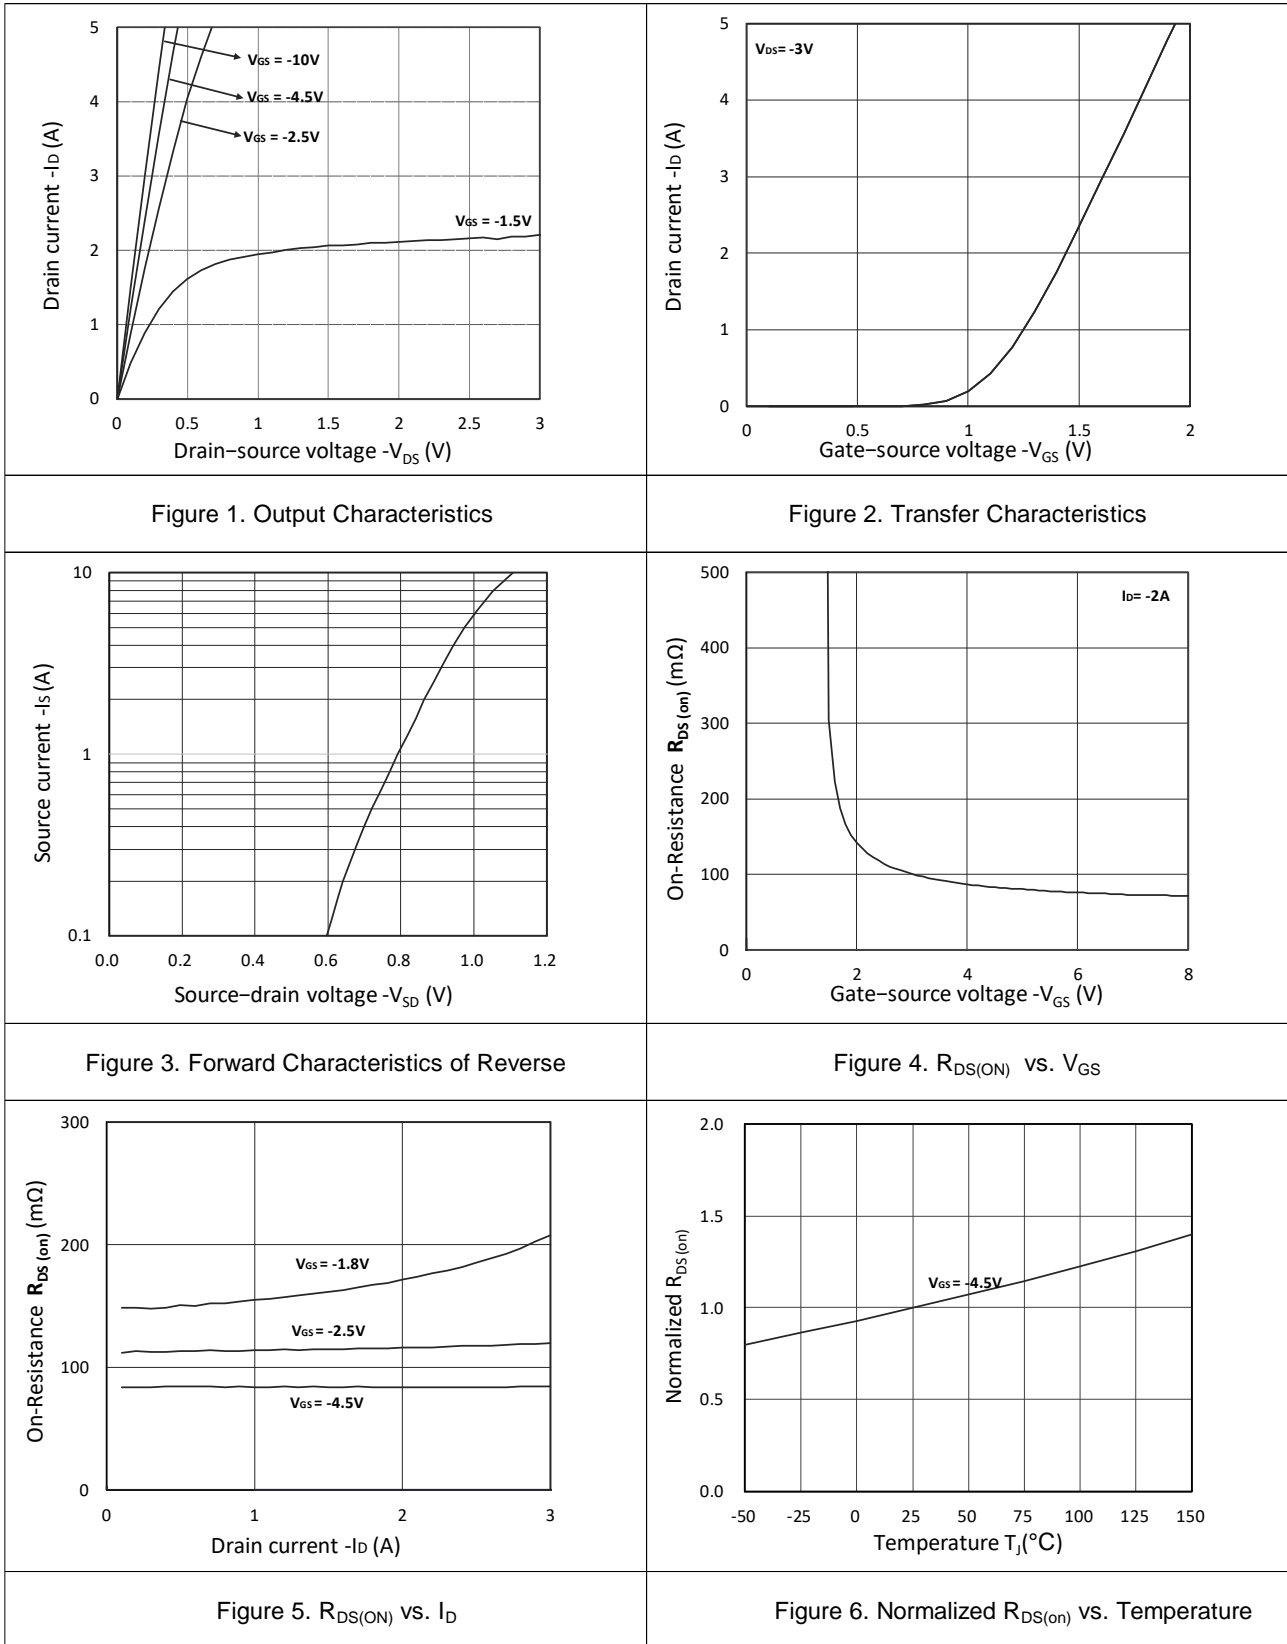 5
4
3
2
1
0
0 0.5 1 1.5 2 2.5 3
Drain current -ID (A)
Drain−source voltage -VDS (V)
VGS = -10V
VGS = -4.5V
VGS = -2.5V
VGS = -1.5V
Figure 1. Output Characteristics
5
4
3
2
1
0
0 0.5 1 1.5 2
Drain current -ID (A)
Gate−source voltage -VGS (V)
VDS= -3V
Figure 2. Transfer Characteristics
10
1
0.1
0.0 0.2 0.4 0.6 0.8 1.0 1.2
Source current -IS (A)
Source−drain voltage -VSD (V)
Figure 3. Forward Characteristics of Reverse
500
400
300
200
100
0
0 2 4 6 8
On-Resistance RDS(on) (mΩ)
Gate−source voltage -VGS (V)
ID= -2A
Figure 4. RDS(ON) vs. VGS
300
200
100
0
0 1 2 3
On-Resistance RDS(on) (mΩ)
Drain current -ID (A)
VGS = -1.8V
VGS = -2.5V
VGS = -4.5V
Figure 5. RDS(ON) vs. ID
2.0
1.5
1.0
0.5
0.0
-50 -25 0 25 50 75 100 125 150
Normalized RDS(on)
Temperature TJ(°C)
VGS = -4.5V
Figure 6. Normalized RDS(on) vs. Temperature